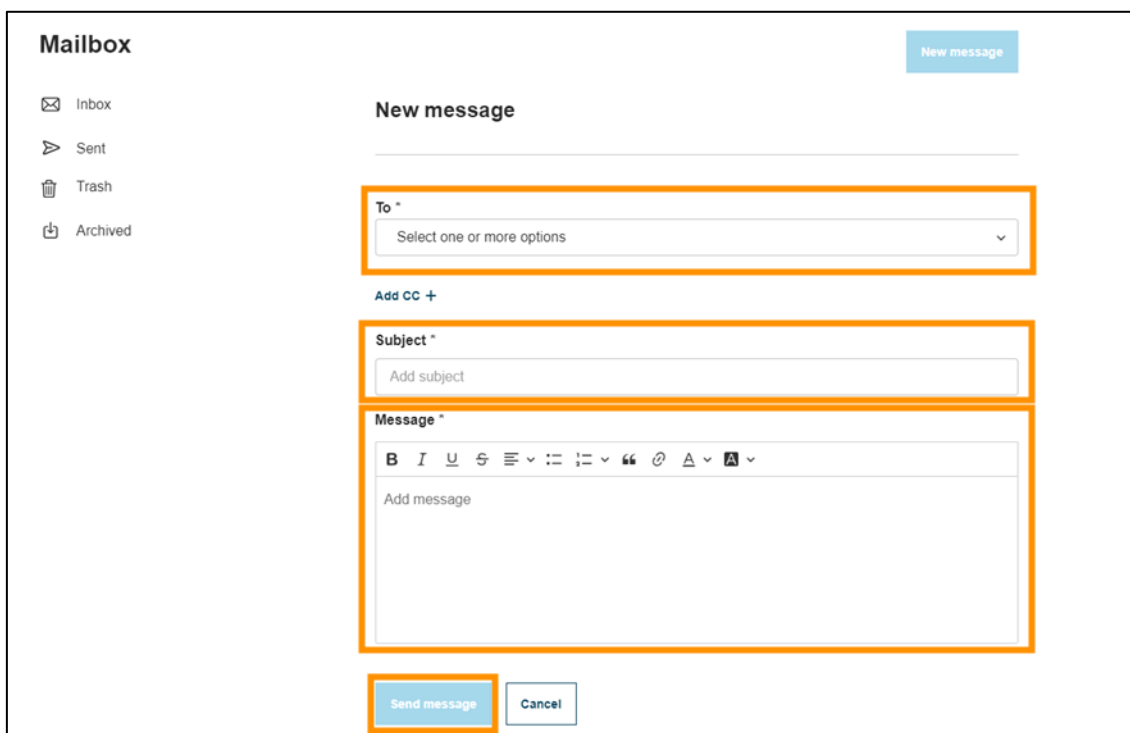 Mailbox
New message
Inbox
Sent
Trash
Archived
New message
To *
Select one or more options
Add CC +
Subject *
Add subject
Message *
B I U S A A
Add message
Send message
Cancel